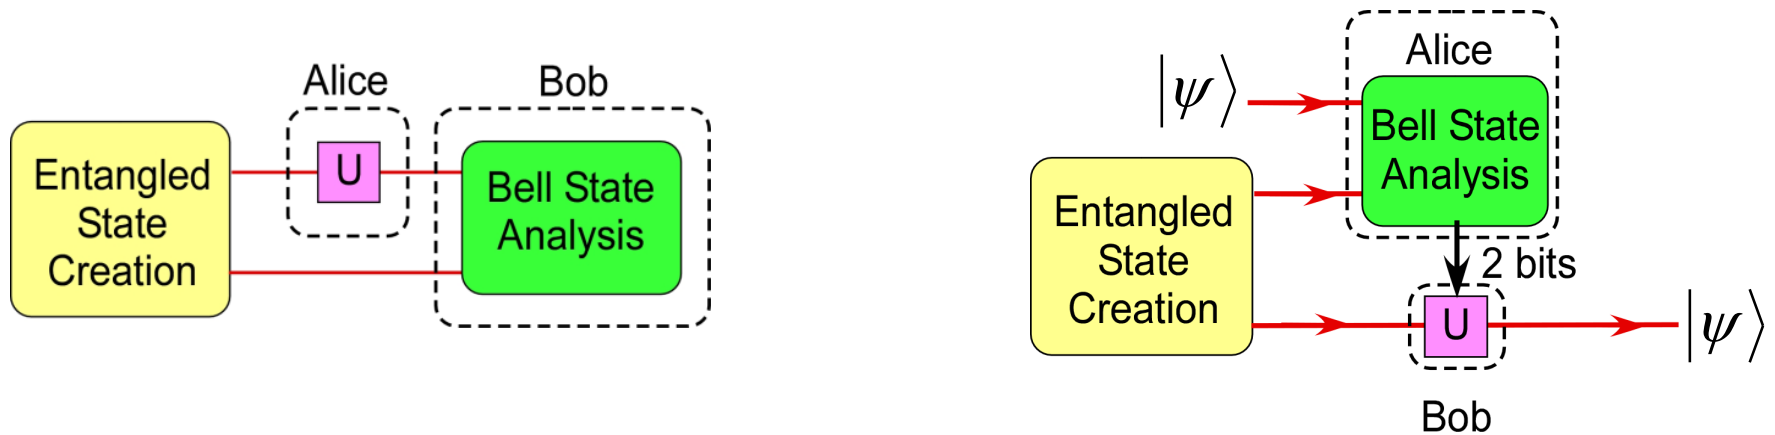 Alice
Bob
Entangled
State
Creation
U
Bell State
Analysis
|ψ⟩
Alice
Bell State
Analysis
Entangled
State
Creation
2 bits
U
|ψ⟩
Bob